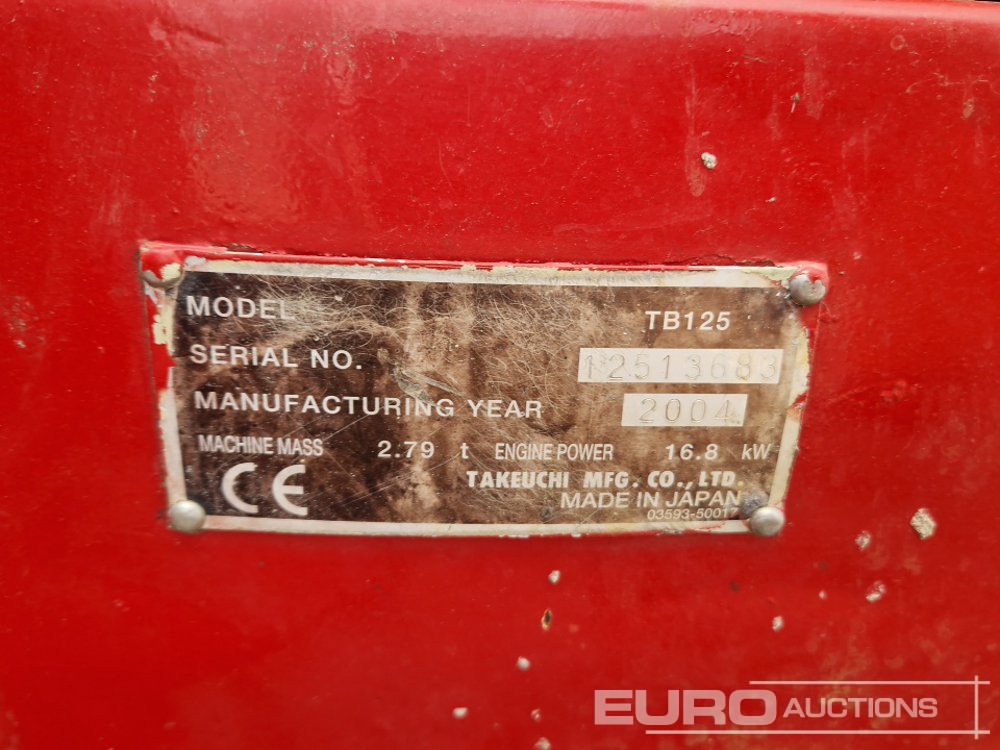 MODEL TB125
SERIAL NO. 12513683
MANUFACTURING YEAR 2004
MACHINE MASS 2.79 t ENGINE POWER 16.8 kW
CE TAKEUCHI MFG. CO., LTD.
MADE IN JAPAN
03593-50017
EURO AUCTIONS